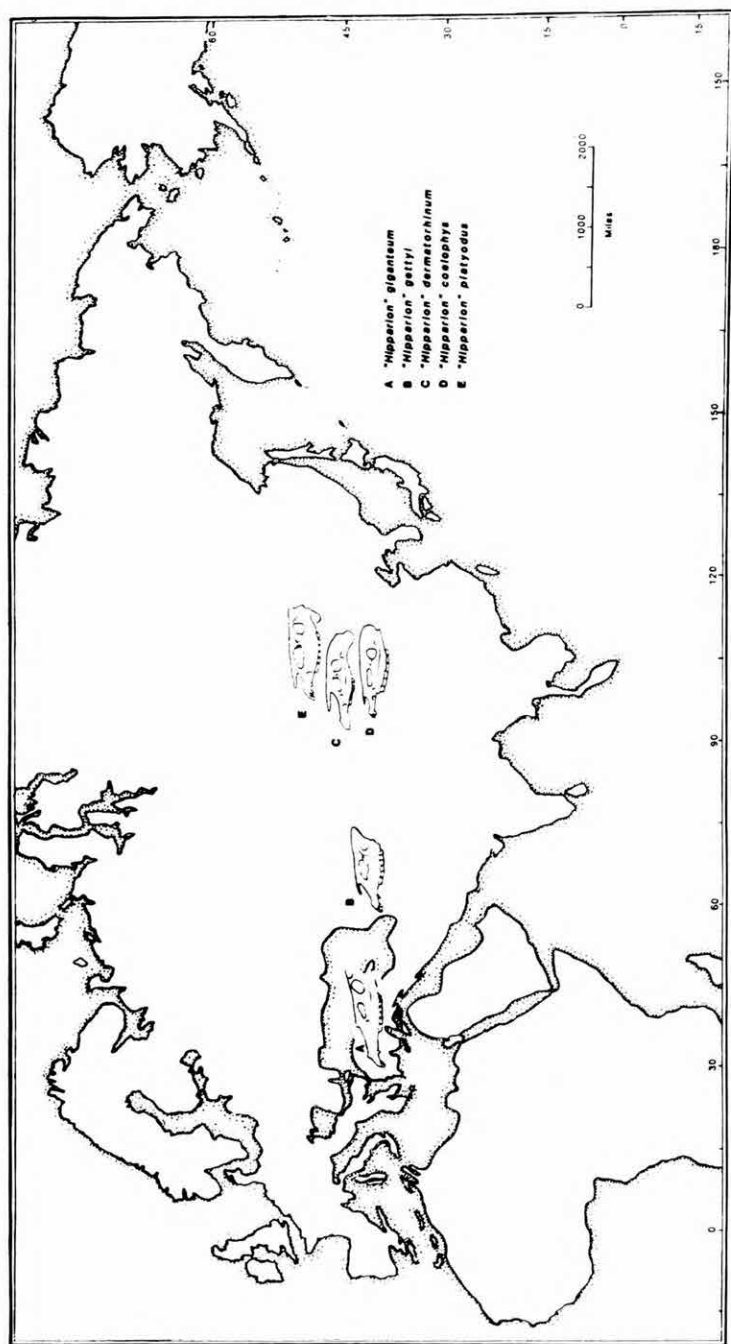 60
45
30
15
0
15
A "Hipparion" giganteum
B "Hipparion" gettyi
C "Hipparion" dermatorhinum
D "Hipparion" coelophys
E "Hipparion" platyodus
0 1000 2000
Miles
E
C
D
B
A
0
30
60
90
120
150
180
150